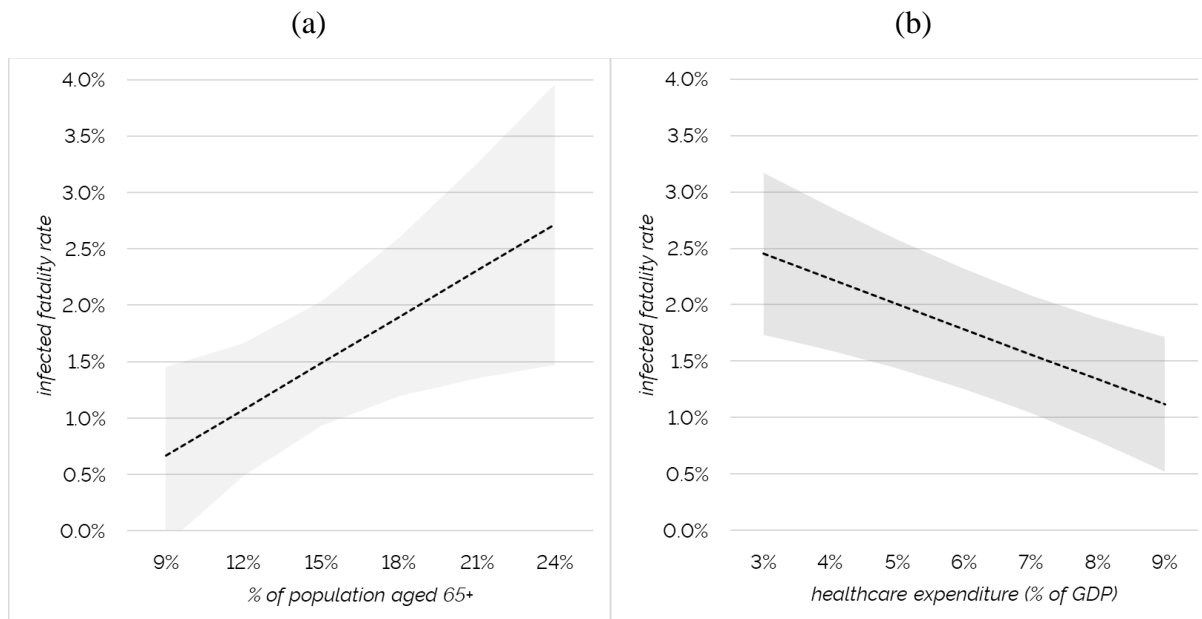 (a)
(b)
4.0%
3.5%
3.0%
2.5%
2.0%
1.5%
1.0%
0.5%
0.0%
infected fatality rate
9% 12% 15% 18% 21% 24%
% of population aged 65+
4.0%
3.5%
3.0%
2.5%
2.0%
1.5%
1.0%
0.5%
0.0%
infected fatality rate
3% 4% 5% 6% 7% 8% 9%
healthcare expenditure (% of GDP)